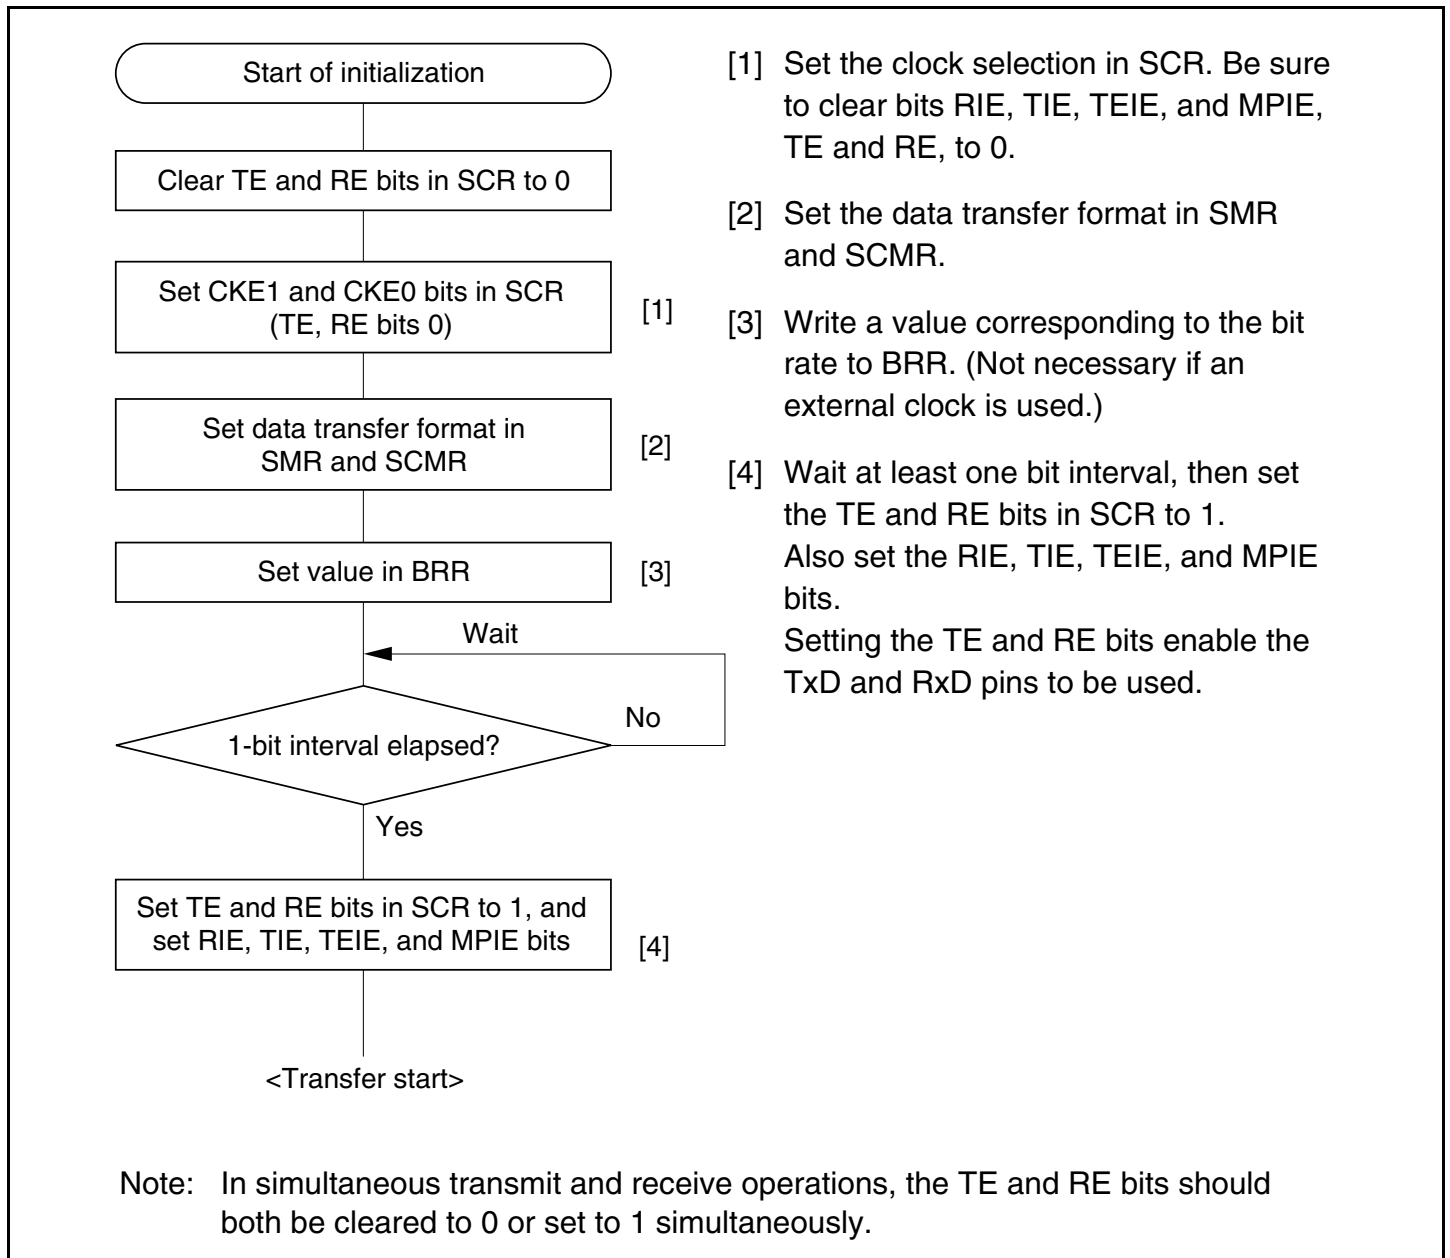 Start of initialization
Clear TE and RE bits in SCR to 0
Set CKE1 and CKE0 bits in SCR
(TE, RE bits 0)
[1]
Set data transfer format in
SMR and SCMR
[2]
Set value in BRR
[3]
Wait
No
1-bit interval elapsed?
Yes
Set TE and RE bits in SCR to 1, and
set RIE, TIE, TEIE, and MPIE bits
[4]
<Transfer start>
[1] Set the clock selection in SCR. Be sure
to clear bits RIE, TIE, TEIE, and MPIE,
TE and RE, to 0.
[2] Set the data transfer format in SMR
and SCMR.
[3] Write a value corresponding to the bit
rate to BRR. (Not necessary if an
external clock is used.)
[4] Wait at least one bit interval, then set
the TE and RE bits in SCR to 1.
Also set the RIE, TIE, TEIE, and MPIE
bits.
Setting the TE and RE bits enable the
TxD and RxD pins to be used.
Note: In simultaneous transmit and receive operations, the TE and RE bits should
both be cleared to 0 or set to 1 simultaneously.